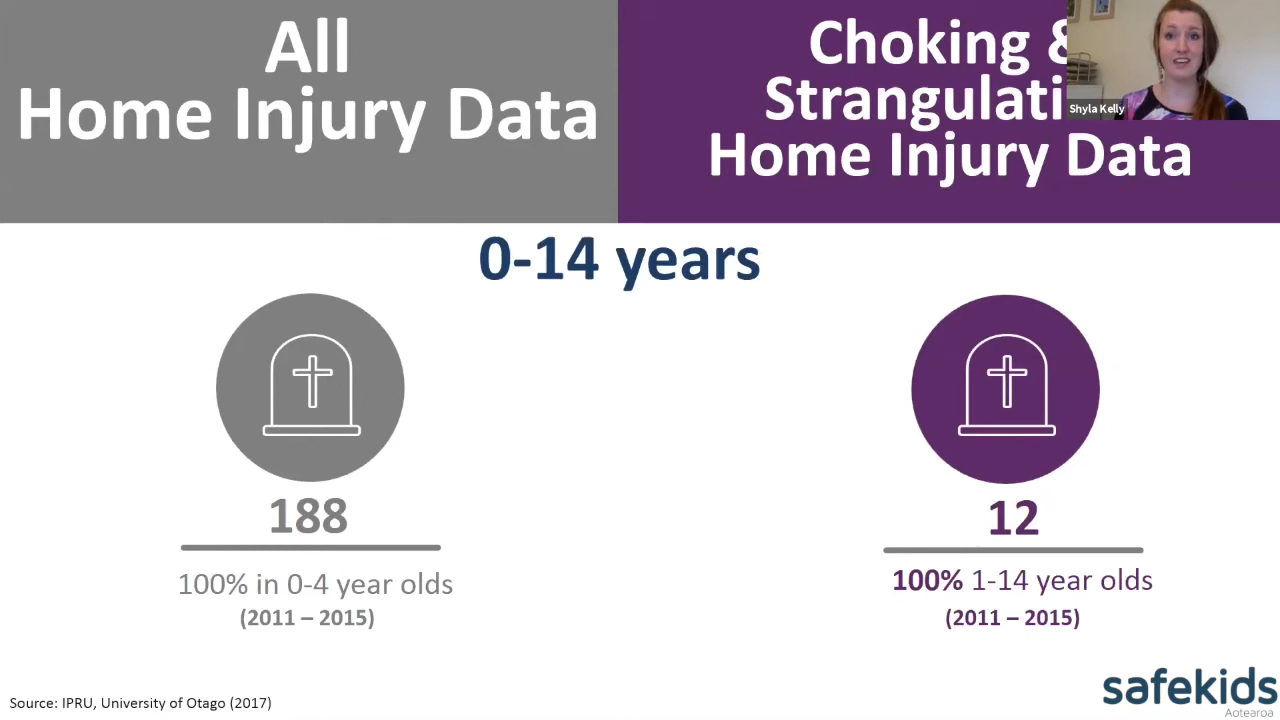 All
Home Injury Data
Choking &
Strangulati
Home Injury Data
Shyla Kelly
0-14 years
188
100% in 0-4 year olds
(2011 – 2015)
12
100% 1-14 year olds
(2011 – 2015)
Source: IPRU, University of Otago (2017)
safekids
Aotearoa